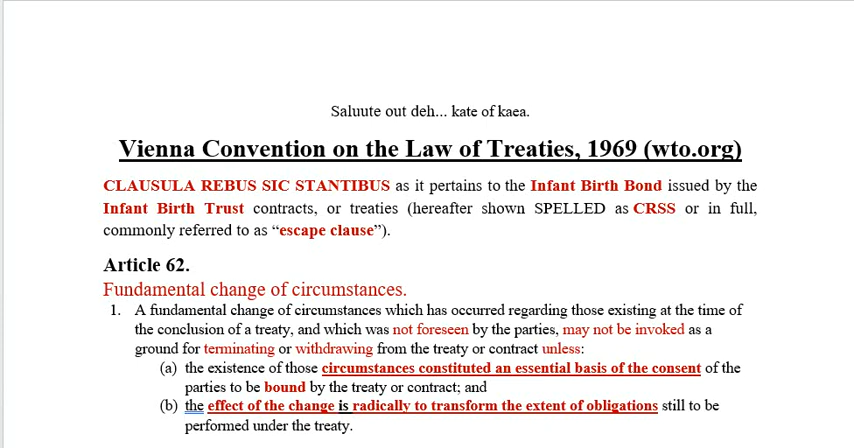 Saluute out deh... kate of kaea.
Vienna Convention on the Law of Treaties, 1969 (wto.org)
CLAUSULA REBUS SIC STANTIBUS as it pertains to the Infant Birth Bond issued by the
Infant Birth Trust contracts, or treaties (hereafter shown SPELLED as CRSS or in full,
commonly referred to as “escape clause”).
Article 62.
Fundamental change of circumstances.
1. A fundamental change of circumstances which has occurred regarding those existing at the time of
the conclusion of a treaty, and which was not foreseen by the parties, may not be invoked as a
ground for terminating or withdrawing from the treaty or contract unless:
(a) the existence of those circumstances constituted an essential basis of the consent of the
parties to be bound by the treaty or contract; and
(b) the effect of the change is radically to transform the extent of obligations still to be
performed under the treaty.